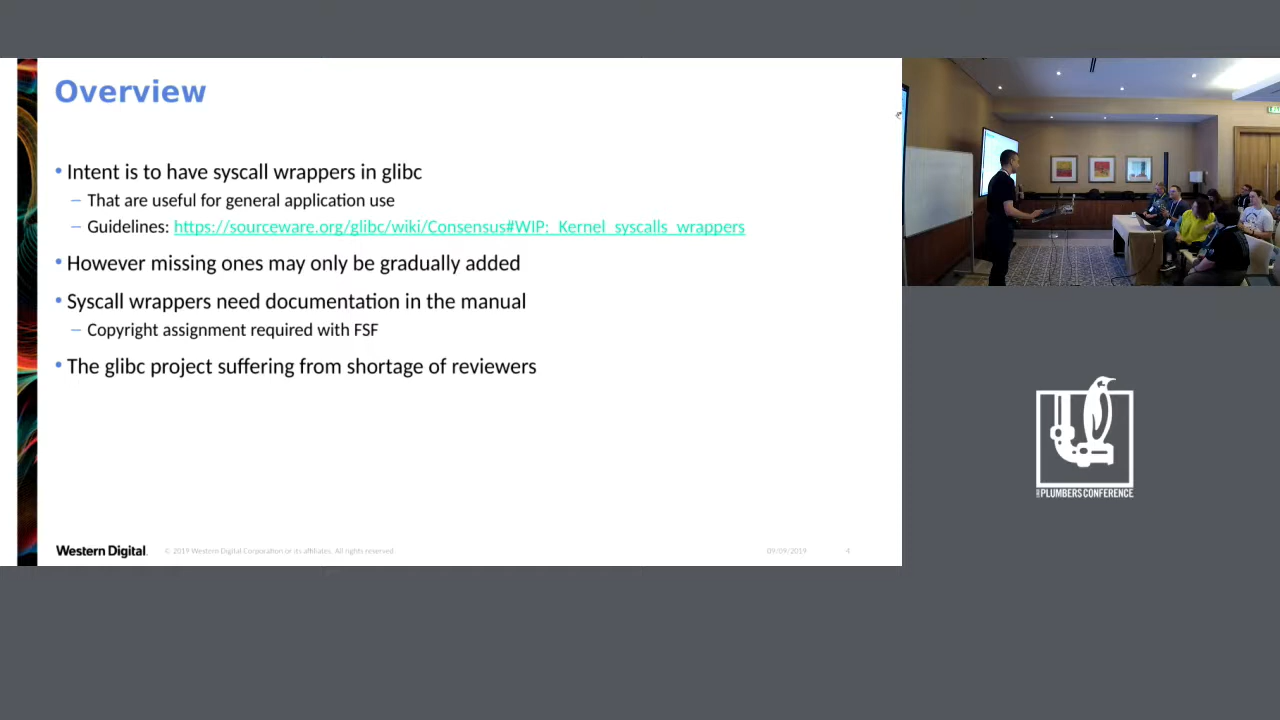 Overview
• Intent is to have syscall wrappers in glibc
– That are useful for general application use
– Guidelines: https://sourceware.org/glibc/wiki/Consensus#WIP:_Kernel_syscalls_wrappers
• However missing ones may only be gradually added
• Syscall wrappers need documentation in the manual
– Copyright assignment required with FSF
• The glibc project suffering from shortage of reviewers
Western Digital. © 2019 Western Digital Corporation or its affiliates. All rights reserved 09/09/2019 4
PLUMBERS CONFERENCE